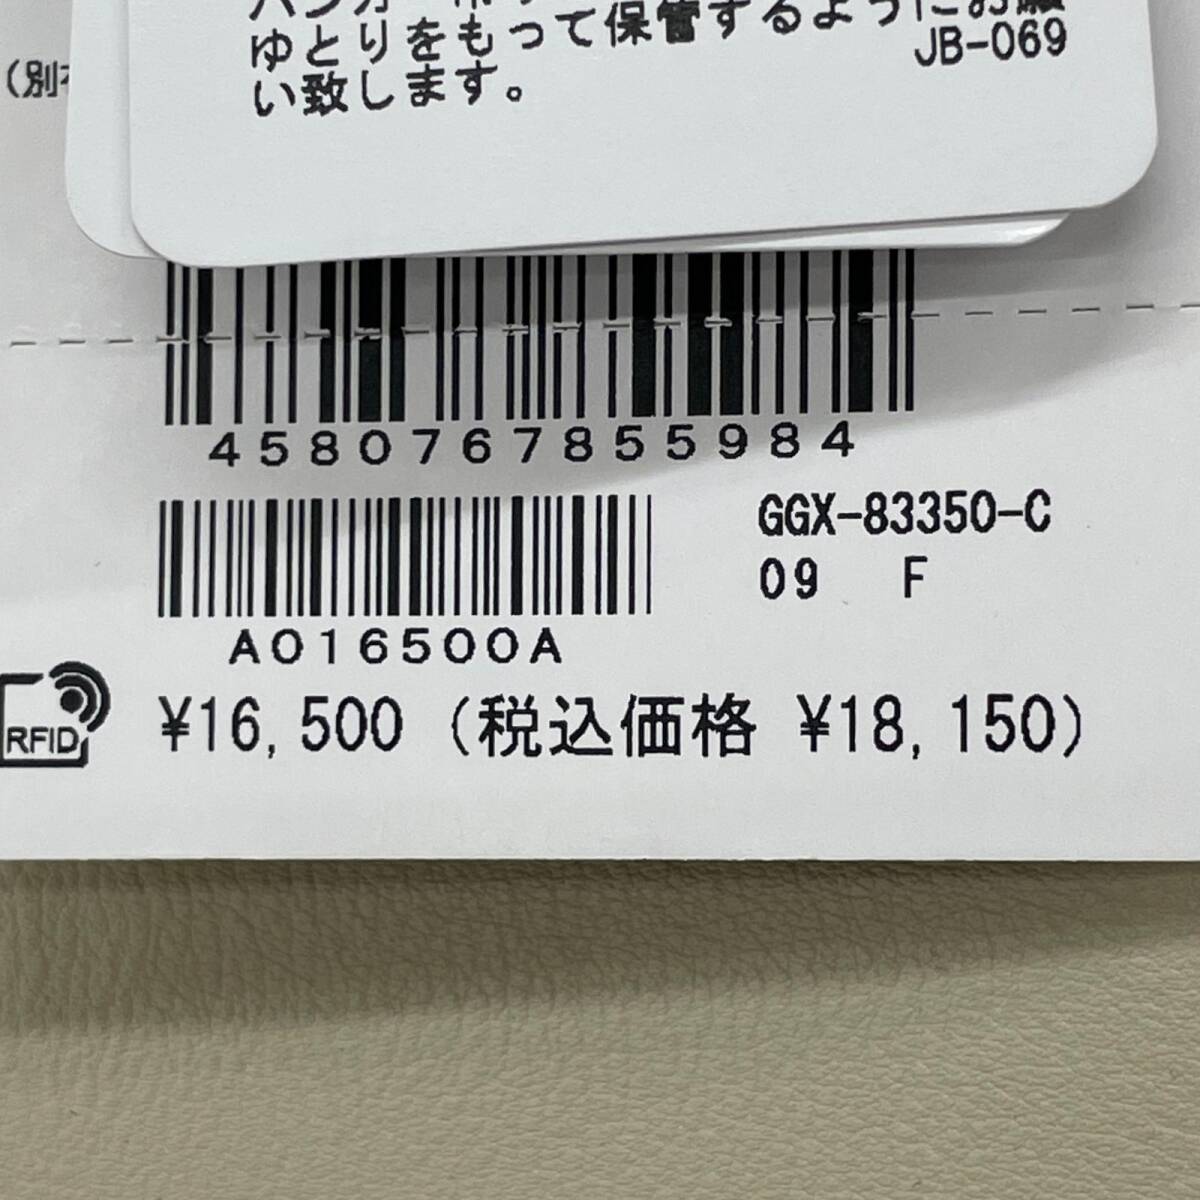 ゆとりをもって保管するようにお願
い致します。
JB-069
(別
4580767855984
GGX-83350-C
09 F
A016500A
RFID
¥16,500 (税込価格 ¥18,150)